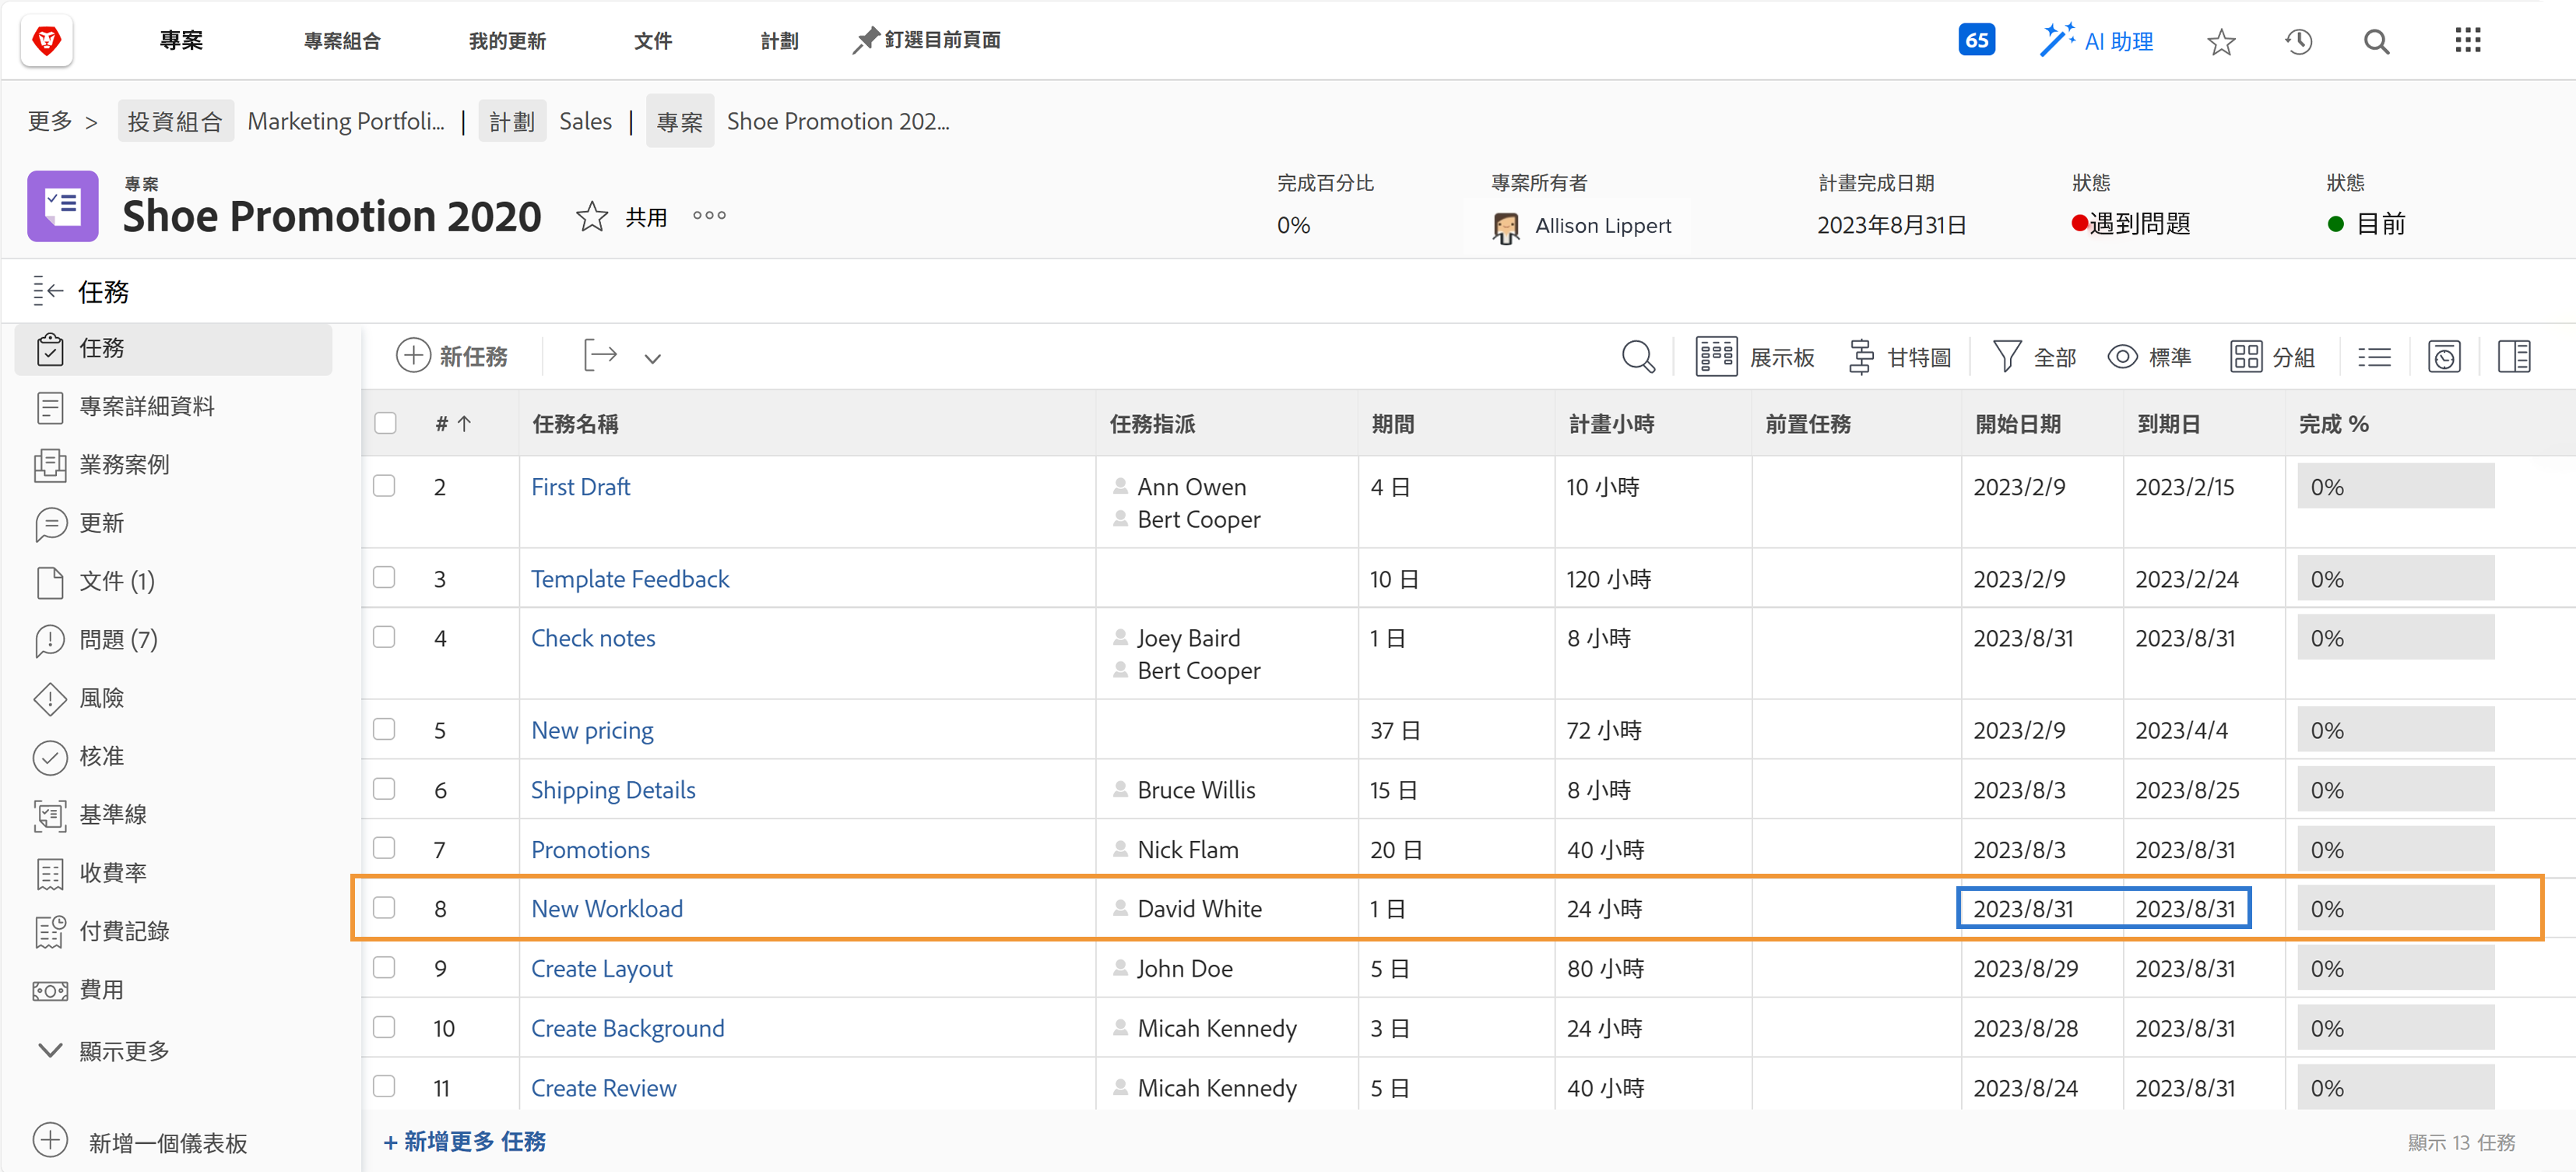 專案 專案組合 我的更新 文件 計劃 釘選目前頁面 65 AI 助理
更多 > 投資組合 Marketing Portfoli... | 計劃 Sales | 專案 Shoe Promotion 202...
專案
Shoe Promotion 2020 共用
完成百分比 專案所有者 計畫完成日期 狀態 狀態
0% Allison Lippert 2023年8月31日 遇到問題 目前
任務
任務
專案詳細資料
業務案例
更新
文件 (1)
問題 (7)
風險
核准
基準線
收費率
付費記錄
費用
顯示更多
新增一個儀表板
新任務 展示板 甘特圖 全部 標準 分組
# ↑ 任務名稱 任務指派 期間 計畫小時 前置任務 開始日期 到期日 完成 %
2 First Draft Ann Owen 4 日 10 小時 2023/2/9 2023/2/15 0%
Bert Cooper
3 Template Feedback 10 日 120 小時 2023/2/9 2023/2/24 0%
4 Check notes Joey Baird 1 日 8 小時 2023/8/31 2023/8/31 0%
Bert Cooper
5 New pricing 37 日 72 小時 2023/2/9 2023/4/4 0%
6 Shipping Details Bruce Willis 15 日 8 小時 2023/8/3 2023/8/25 0%
7 Promotions Nick Flam 20 日 40 小時 2023/8/3 2023/8/31 0%
8 New Workload David White 1 日 24 小時 2023/8/31 2023/8/31 0%
9 Create Layout John Doe 5 日 80 小時 2023/8/29 2023/8/31 0%
10 Create Background Micah Kennedy 3 日 24 小時 2023/8/28 2023/8/31 0%
11 Create Review Micah Kennedy 5 日 40 小時 2023/8/24 2023/8/31 0%
+ 新增更多 任務
顯示 13 任務